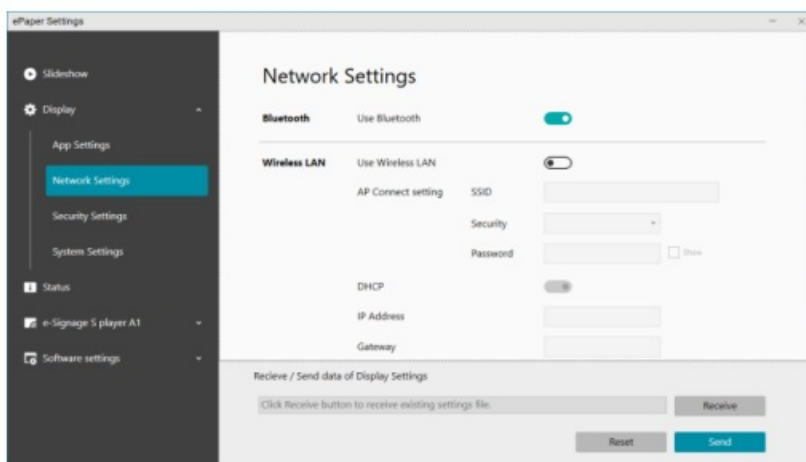 ePaper Settings
Slideshow
Display
App Settings
Network Settings
Security Settings
System Settings
Status
e-Signage S player A1
Software settings
Network Settings
Bluetooth Use Bluetooth
Wireless LAN Use Wireless LAN
AP Connect setting SSID
Security
Password Show
DHCP
IP Address
Gateway
Recieve / Send data of Display Settings
Click Receive button to receive existing settings file. Receive
Reset Send